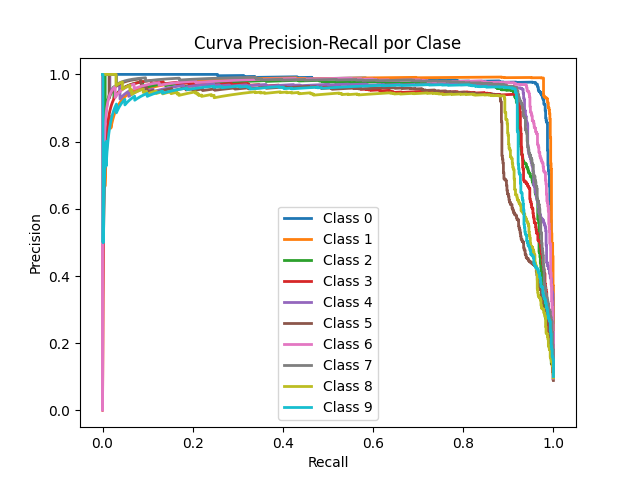 Curva Precision-Recall por Clase
Precision
1.0
0.8
0.6
0.4
0.2
0.0
Class 0
Class 1
Class 2
Class 3
Class 4
Class 5
Class 6
Class 7
Class 8
Class 9
0.0 0.2 0.4 0.6 0.8 1.0
Recall